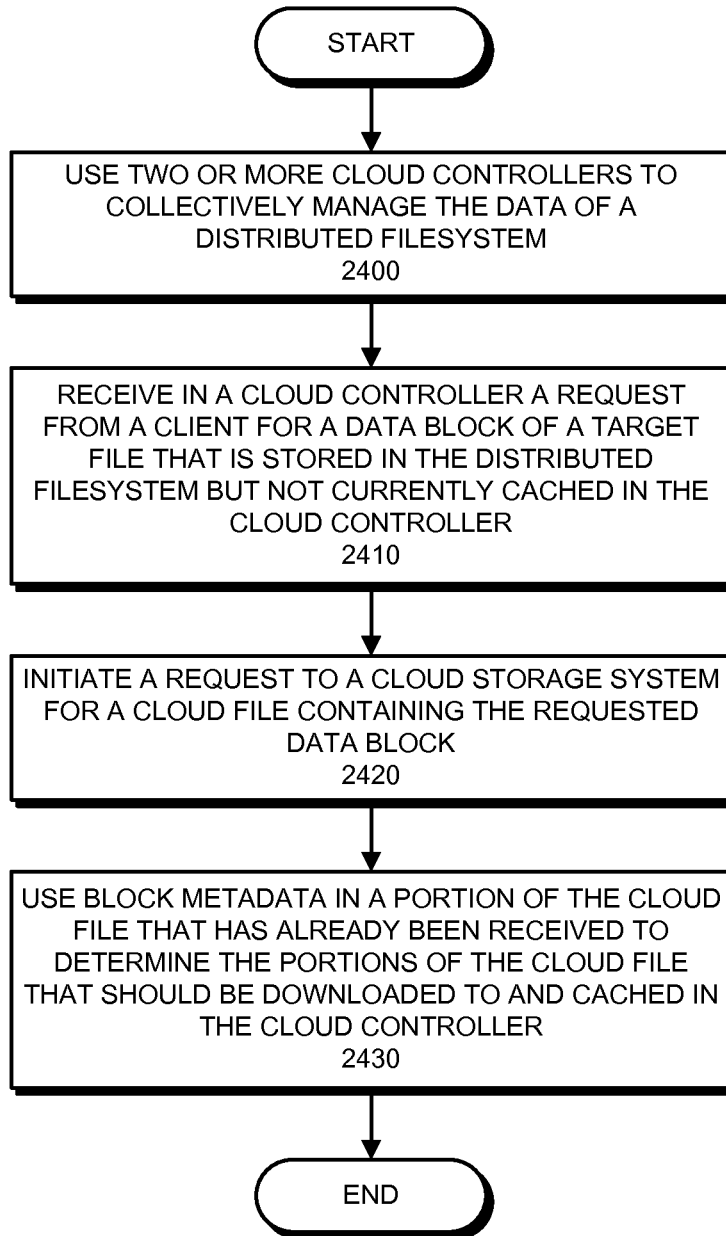 START
USE TWO OR MORE CLOUD CONTROLLERS TO
COLLECTIVELY MANAGE THE DATA OF A
DISTRIBUTED FILESYSTEM
2400
RECEIVE IN A CLOUD CONTROLLER A REQUEST
FROM A CLIENT FOR A DATA BLOCK OF A TARGET
FILE THAT IS STORED IN THE DISTRIBUTED
FILESYSTEM BUT NOT CURRENTLY CACHED IN THE
CLOUD CONTROLLER
2410
INITIATE A REQUEST TO A CLOUD STORAGE SYSTEM
FOR A CLOUD FILE CONTAINING THE REQUESTED
DATA BLOCK
2420
USE BLOCK METADATA IN A PORTION OF THE CLOUD
FILE THAT HAS ALREADY BEEN RECEIVED TO
DETERMINE THE PORTIONS OF THE CLOUD FILE
THAT SHOULD BE DOWNLOADED TO AND CACHED IN
THE CLOUD CONTROLLER
2430
END